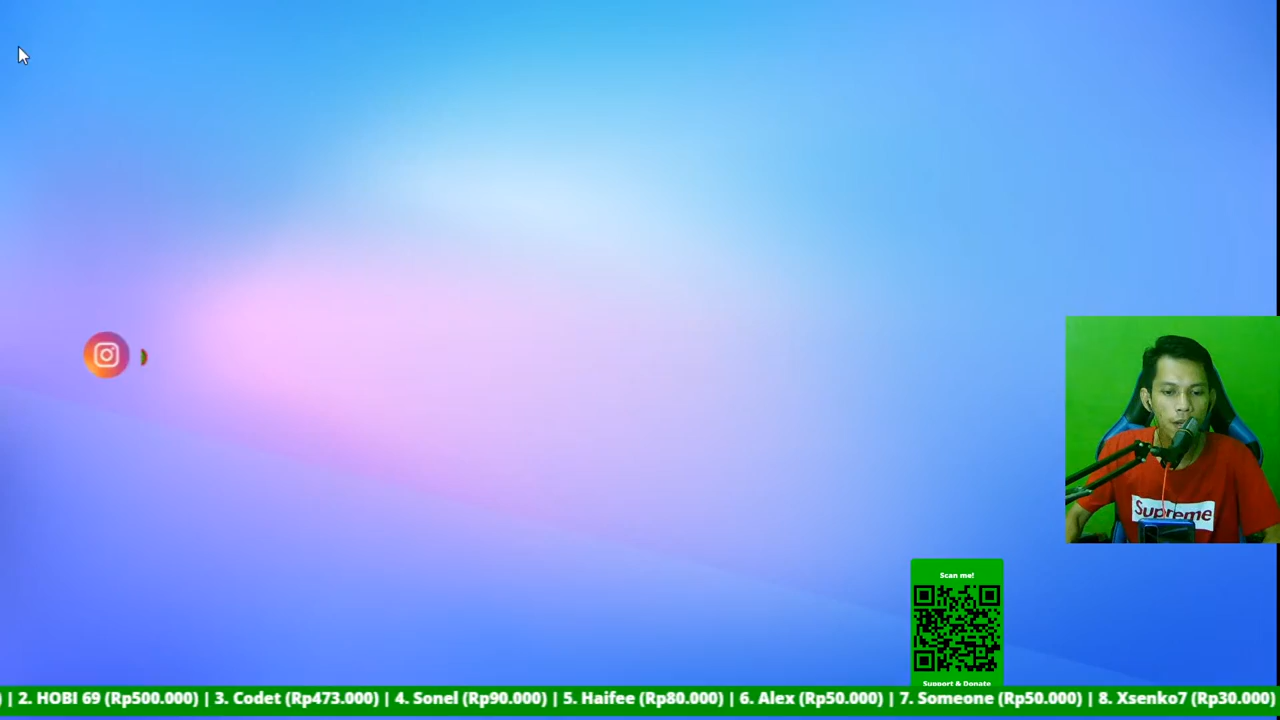 Supreme
Scan me!
Support & Donate
) | 2. HOBI 69 (Rp500.000) | 3. Codet (Rp473.000) | 4. Sonel (Rp90.000) | 5. Haifee (Rp80.000) | 6. Alex (Rp50.000) | 7. Someone (Rp50.000) | 8. Xsenko7 (Rp30.000)